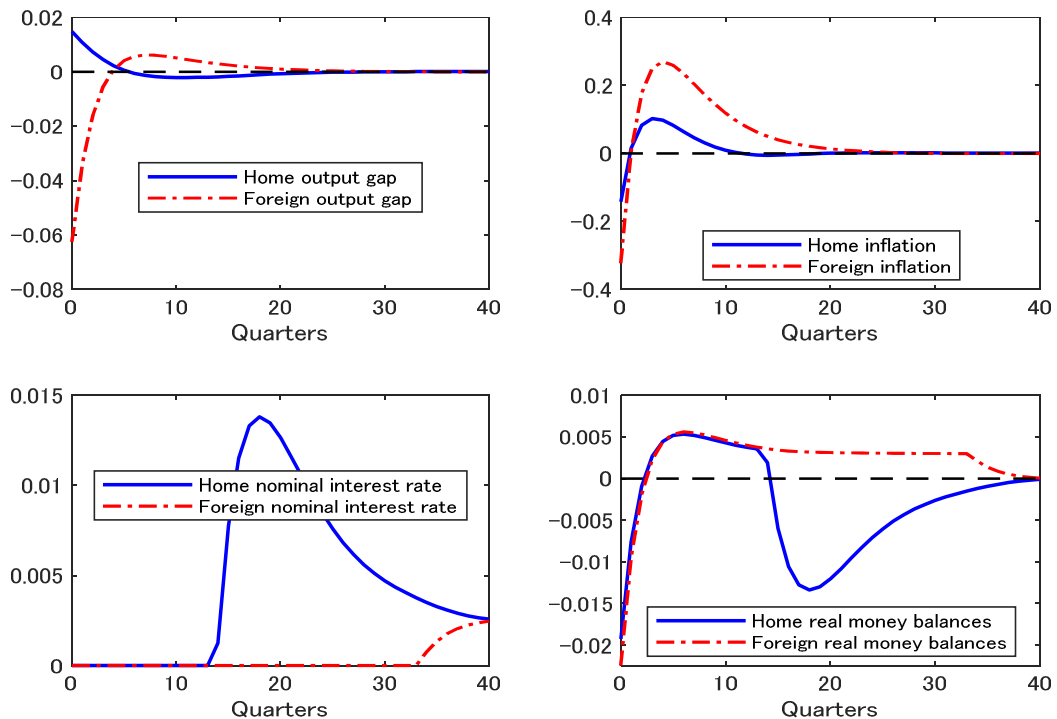 0.02
0
−0.02
−0.04
−0.06
−0.08
Home output gap
Foreign output gap
0 10 20 30 40
Quarters
0.4
0.2
0
−0.2
−0.4
Home inflation
Foreign inflation
0 10 20 30 40
Quarters
0.015
0.01
0.005
0
Home nominal interest rate
Foreign nominal interest rate
0 10 20 30 40
Quarters
0.01
0.005
0
−0.005
−0.01
−0.015
−0.02
Home real money balances
Foreign real money balances
0 10 20 30 40
Quarters